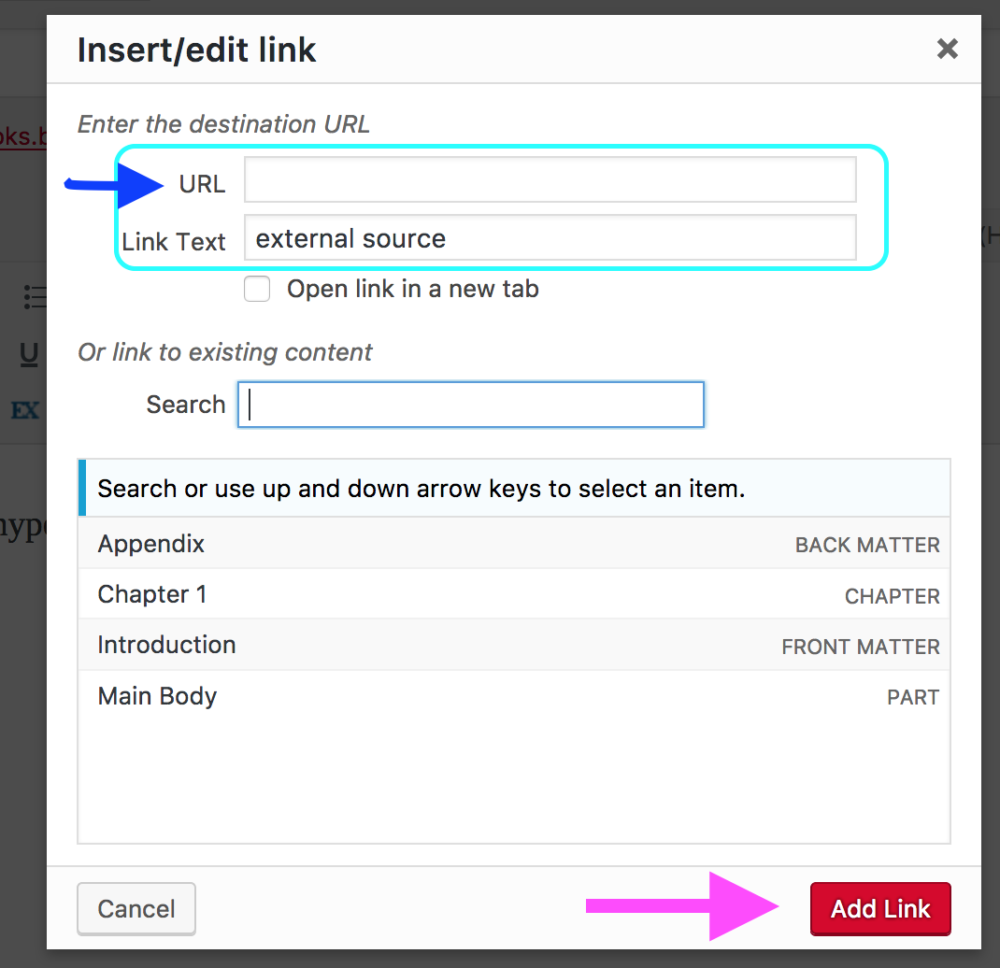 Insert/edit link
Enter the destination URL
URL
Link Text external source
Open link in a new tab
Or link to existing content
Search
Search or use up and down arrow keys to select an item.
Appendix BACK MATTER
Chapter 1 CHAPTER
Introduction FRONT MATTER
Main Body PART
Cancel Add Link
oks.b
U
EX
hype
(H